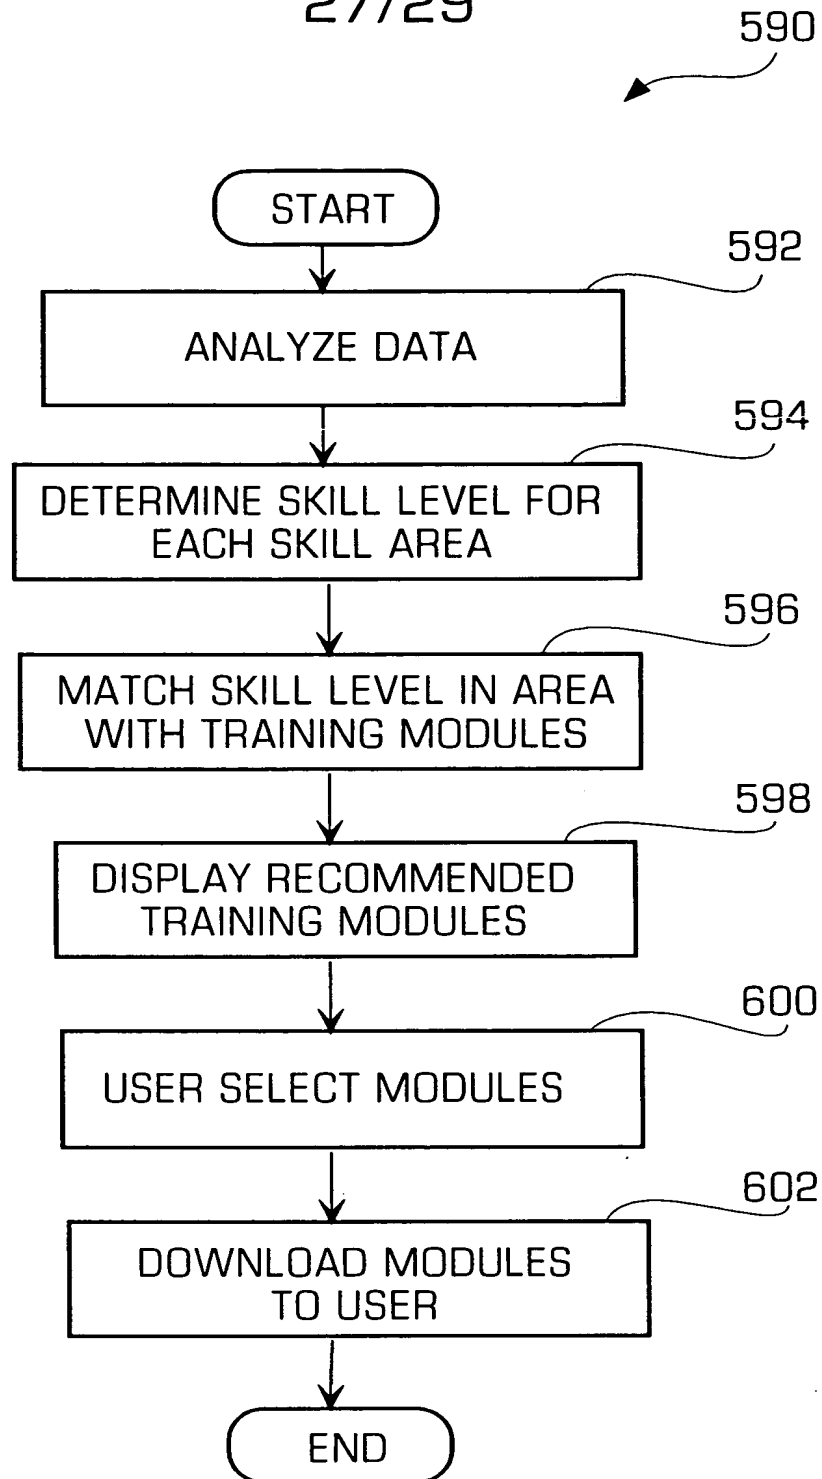 27/29
590
START
592
ANALYZE DATA
594
DETERMINE SKILL LEVEL FOR
EACH SKILL AREA
596
MATCH SKILL LEVEL IN AREA
WITH TRAINING MODULES
598
DISPLAY RECOMMENDED
TRAINING MODULES
600
USER SELECT MODULES
602
DOWNLOAD MODULES
TO USER
END